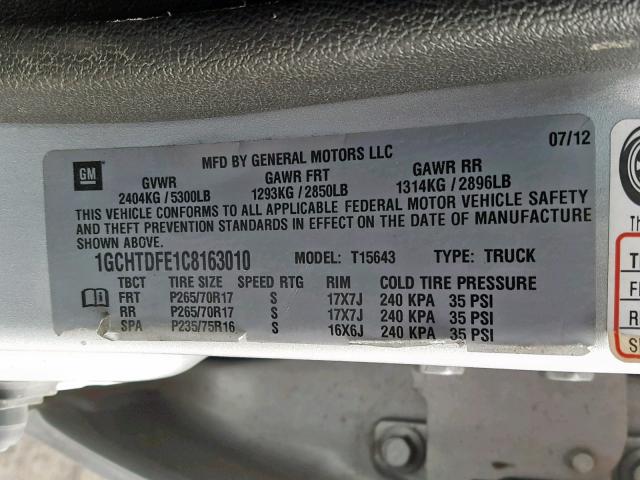 07/12
MFD BY GENERAL MOTORS LLC
GM
GVWR GAWR FRT GAWR RR
2404KG / 5300LB 1293KG / 2850LB 1314KG / 2896LB
THIS VEHICLE CONFORMS TO ALL APPLICABLE FEDERAL MOTOR VEHICLE SAFETY
AND THEFT PREVENTION STANDARDS IN EFFECT ON THE DATE OF MANUFACTURE
SHOWN ABOVE.
1GCHTDFE1C8163010 MODEL: T15643 TYPE: TRUCK
TBCT TIRE SIZE SPEED RTG RIM COLD TIRE PRESSURE
FRT P265/70R17 S 17X7J 240 KPA 35 PSI
RR P265/70R17 S 17X7J 240 KPA 35 PSI
SPA P235/75R16 S 16X6J 240 KPA 35 PSI